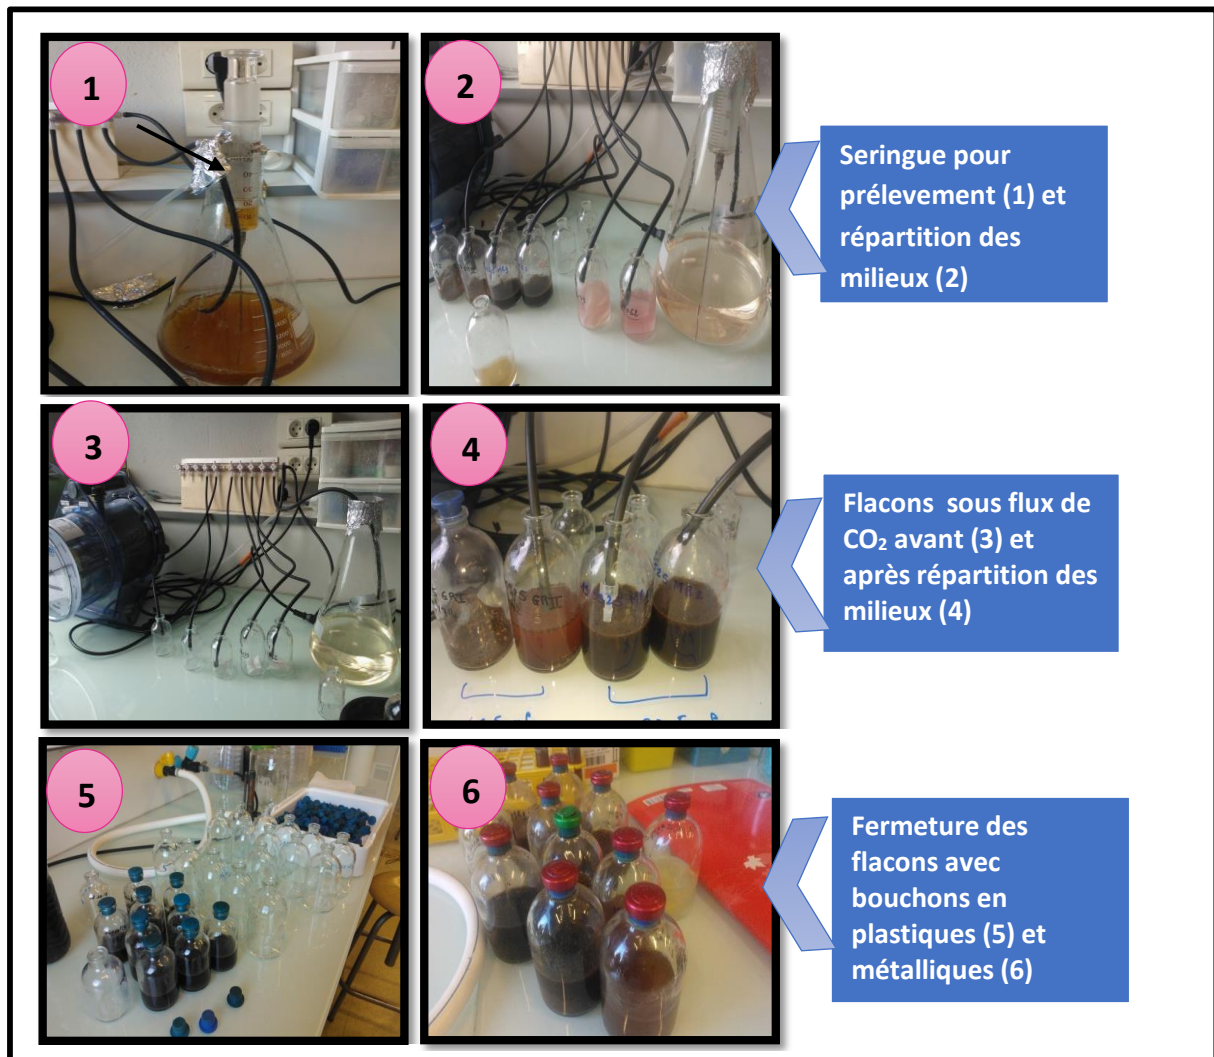 1
2
Seringue pour
prélevement (1) et
répartition des
milieux (2)
3
4
Flacons sous flux de
CO₂ avant (3) et
après répartition des
milieux (4)
5
6
Fermeture des
flacons avec
bouchons en
plastiques (5) et
métalliques (6)